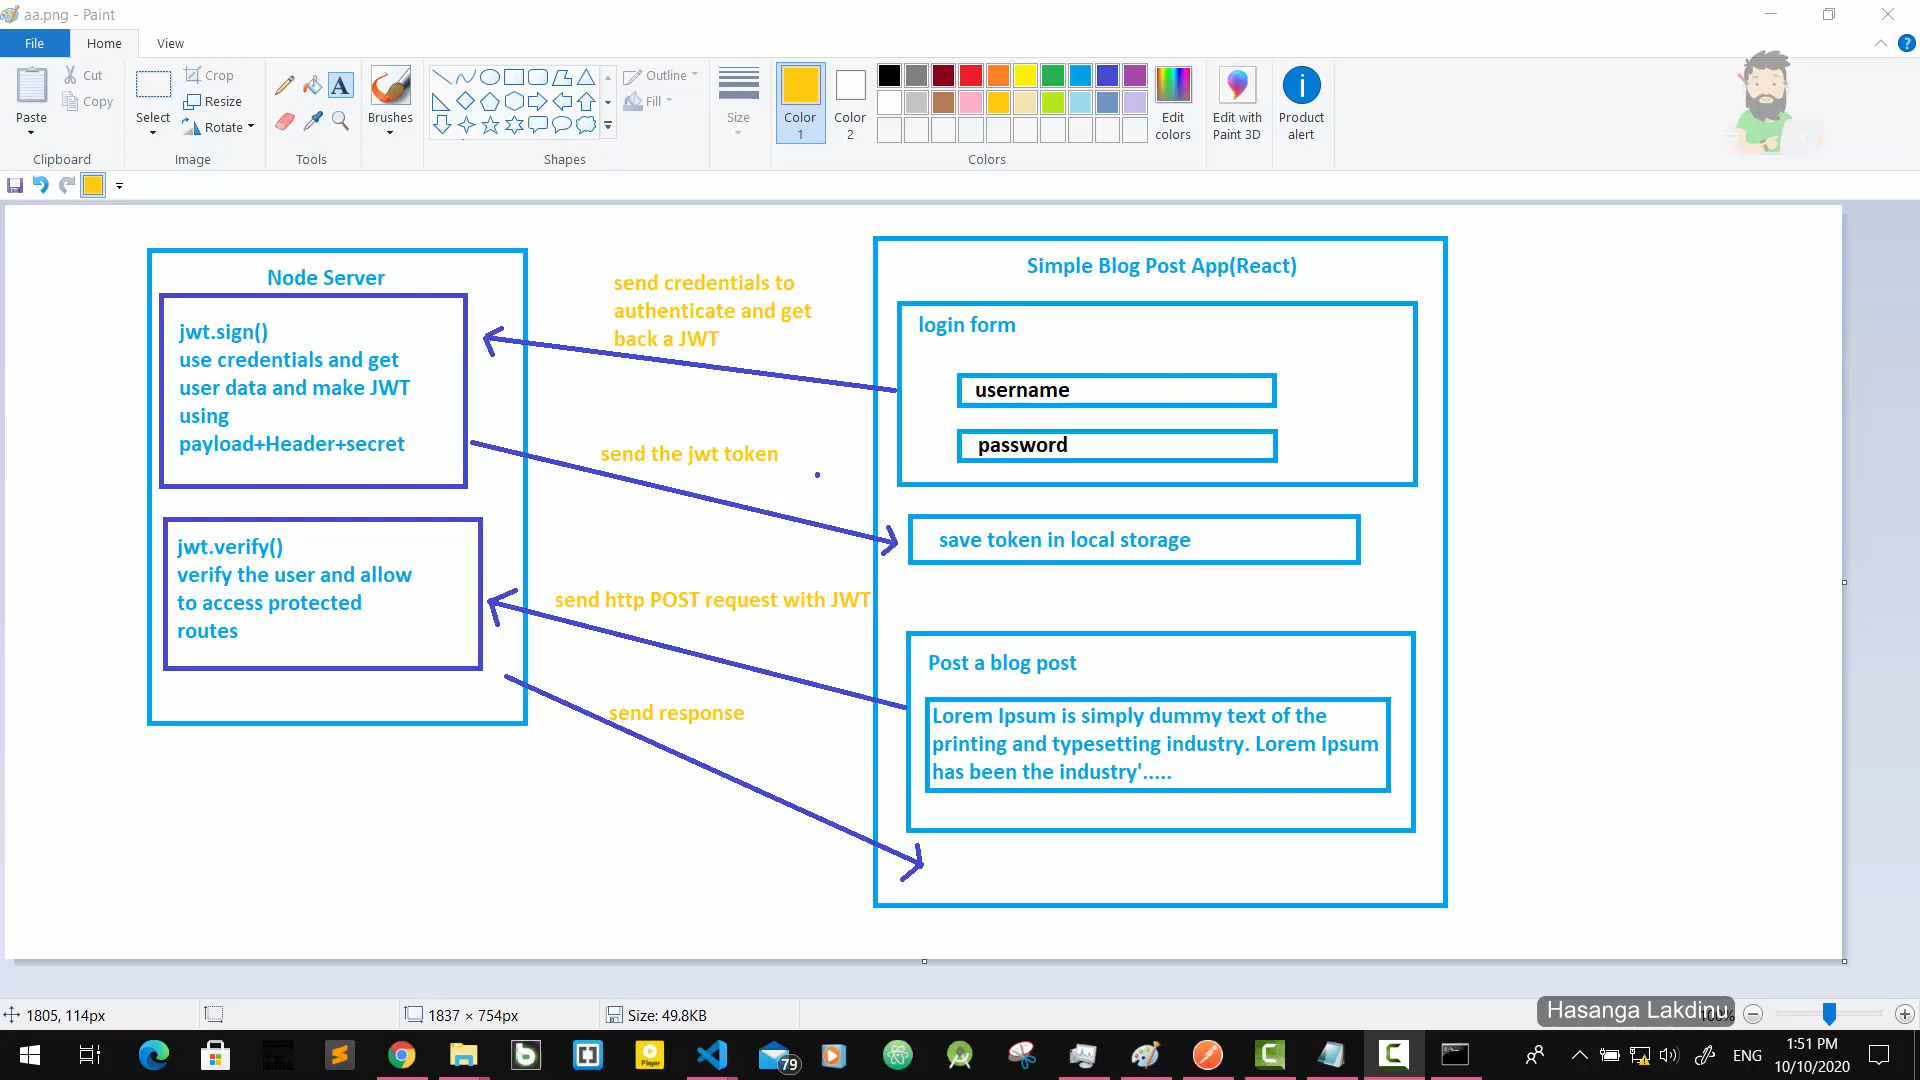 aa.png - Paint
File
Home
View
Paste
Cut
Copy
Clipboard
Select
Crop
Resize
Rotate
Image
A
Tools
Brushes
Shapes
Outline
Fill
Size
Color
1
Color
2
Colors
Edit
colors
Edit with
Paint 3D
Product
alert
Node Server
jwt.sign()
use credentials and get
user data and make JWT
using
payload+Header+secret
jwt.verify()
verify the user and allow
to access protected
routes
send credentials to
authenticate and get
back a JWT
send the jwt token
send http POST request with JWT
send response
Simple Blog Post App(React)
login form
username
password
save token in local storage
Post a blog post
Lorem Ipsum is simply dummy text of the
printing and typesetting industry. Lorem Ipsum
has been the industry'.....
1805, 114px
1837 × 754px
Size: 49.8KB
Hasanga Lakdinu
79
Player
ENG
1:51 PM
10/10/2020